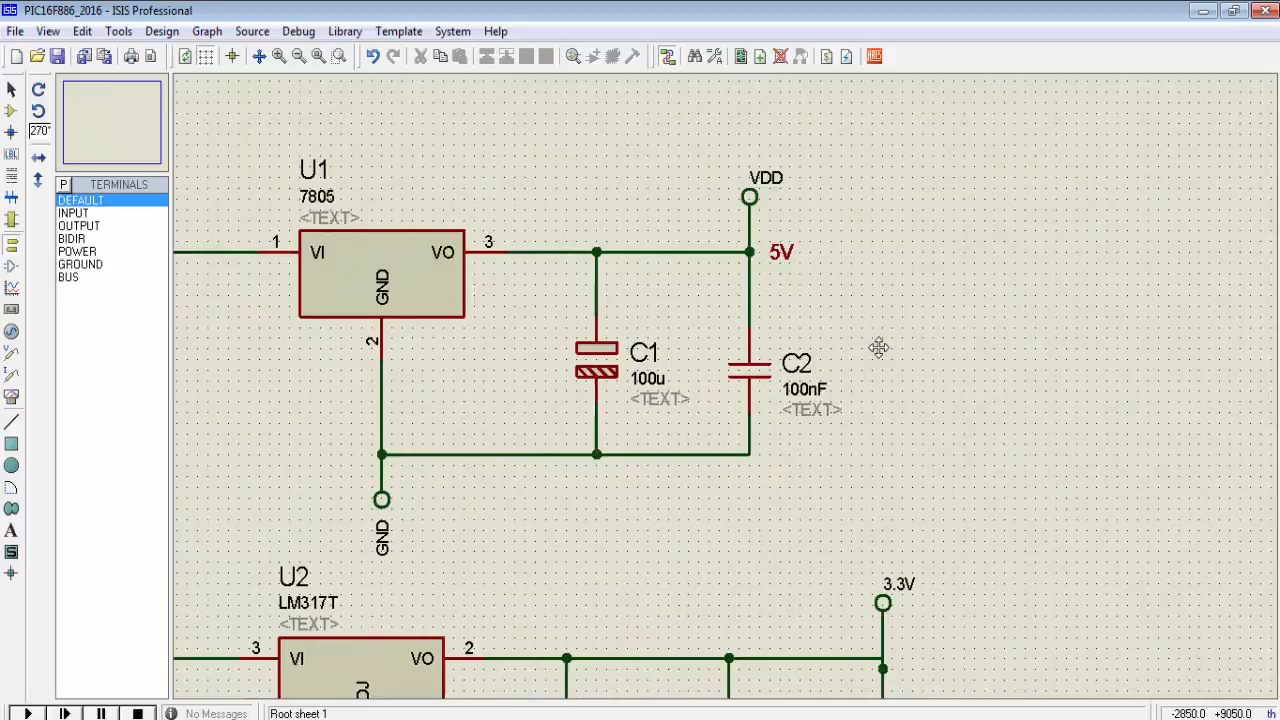 PIC16F886_2016 - ISIS Professional
File View Edit Tools Design Graph Source Debug Library Template System Help
270°
P TERMINALS
DEFAULT
INPUT
OUTPUT
BIDIR
POWER
GROUND
BUS
LBL
A
S
ARES
U1
7805
<TEXT>
1 VI VO 3
GND
2
GND
VDD
5V
C1
100u
<TEXT>
C2
100nF
<TEXT>
U2
LM317T
<TEXT>
3 VI VO 2
3.3V
No Messages Root sheet 1 -2850.0 +9050.0 th